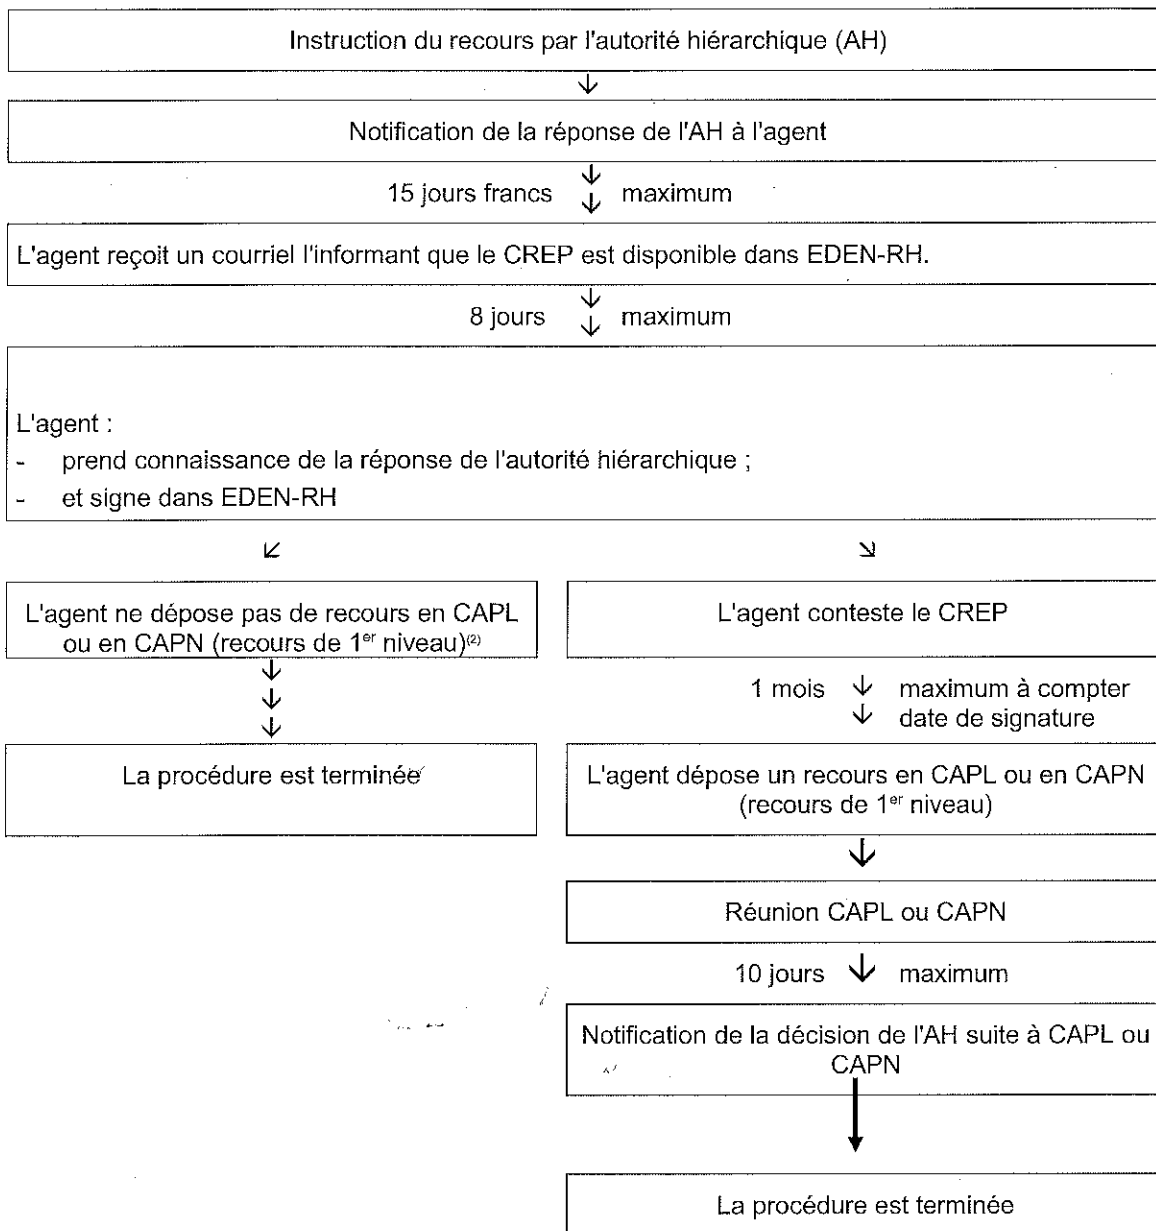 Instruction du recours par l'autorité hiérarchique (AH)
Notification de la réponse de l'AH à l'agent
15 jours francs maximum
L'agent reçoit un courriel l'informant que le CREP est disponible dans EDEN-RH.
8 jours maximum
L'agent :
- prend connaissance de la réponse de l'autorité hiérarchique ;
- et signe dans EDEN-RH
L'agent ne dépose pas de recours en CAPL
ou en CAPN (recours de 1er niveau)(2)
La procédure est terminée
L'agent conteste le CREP
1 mois maximum à compter
date de signature
L'agent dépose un recours en CAPL ou en CAPN
(recours de 1er niveau)
Réunion CAPL ou CAPN
10 jours maximum
Notification de la décision de l'AH suite à CAPL ou
CAPN
La procédure est terminée